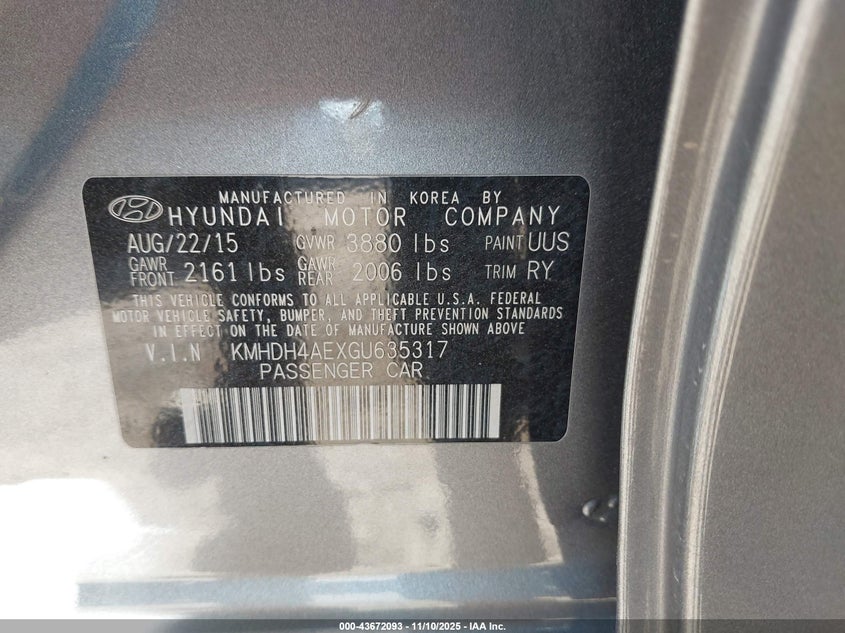 MANUFACTURED IN KOREA BY
HYUNDAI MOTOR COMPANY
AUG/22/15 GVWR 3880 lbs PAINT UUS
GAWR FRONT 2161 lbs GAWR REAR 2006 lbs TRIM RY
THIS VEHICLE CONFORMS TO ALL APPLICABLE U.S.A. FEDERAL
MOTOR VEHICLE SAFETY, BUMPER, AND THEFT PREVENTION STANDARDS
IN EFFECT ON THE DATE OF MANUFACTURE SHOWN ABOVE
V.I.N KMHDH4AEXGU635317
PASSENGER CAR
000-43672093 - 11/10/2025 - IAA Inc.